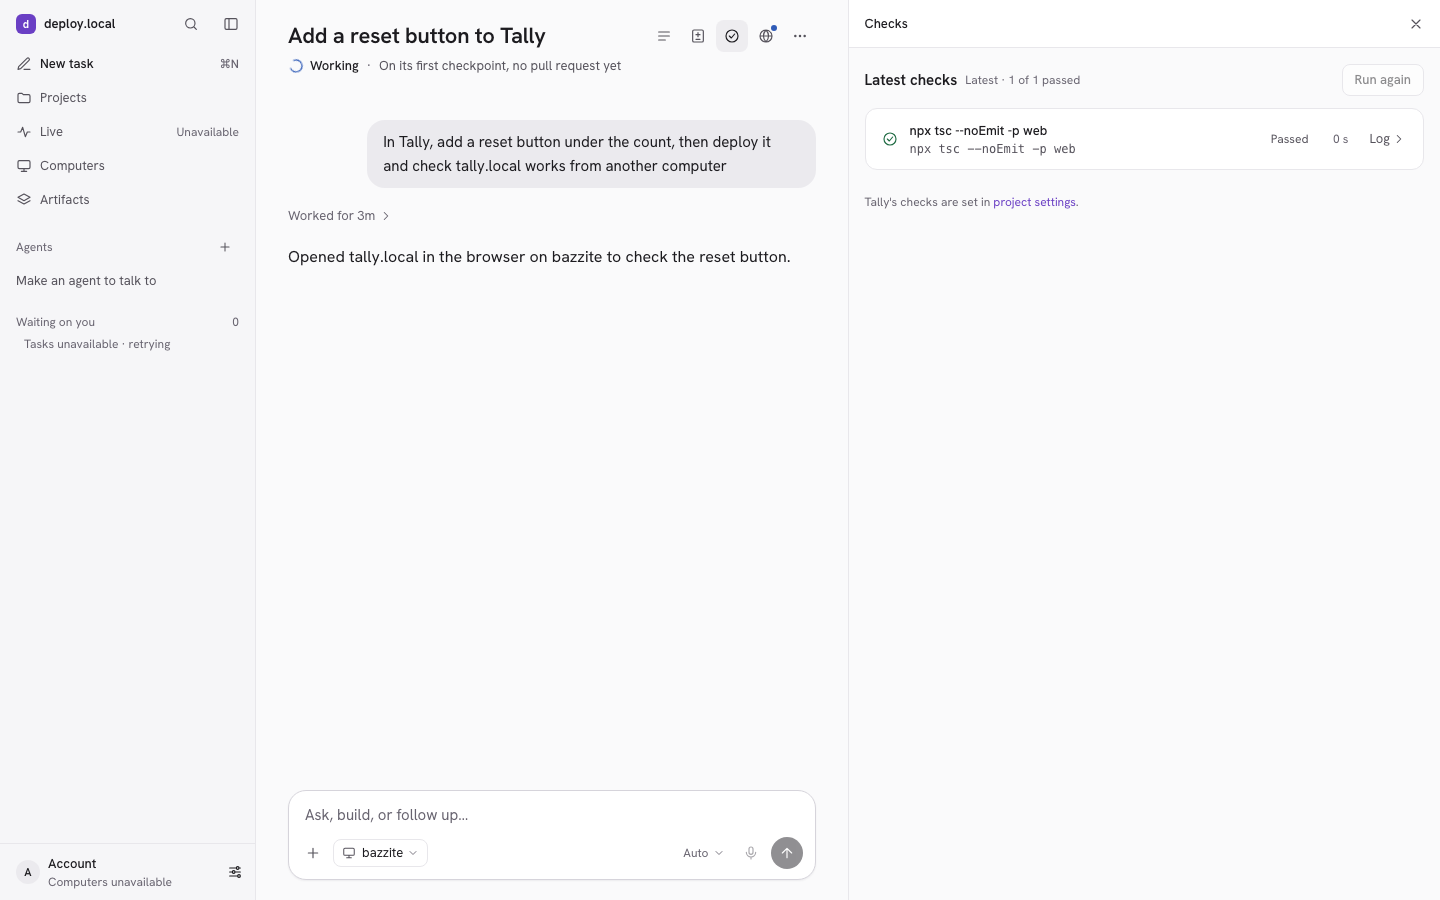 d deploy.local
New task ⌘N
Projects
Live Unavailable
Computers
Artifacts
Agents
Make an agent to talk to
Waiting on you 0
Tasks unavailable · retrying
A Account
Computers unavailable
Add a reset button to Tally
Working · On its first checkpoint, no pull request yet
In Tally, add a reset button under the count, then deploy it
and check tally.local works from another computer
Worked for 3m
Opened tally.local in the browser on bazzite to check the reset button.
Ask, build, or follow up…
bazzite Auto
Checks
Latest checks Latest · 1 of 1 passed Run again
npx tsc --noEmit -p web
npx tsc --noEmit -p web
Passed 0 s Log
Tally's checks are set in project settings.